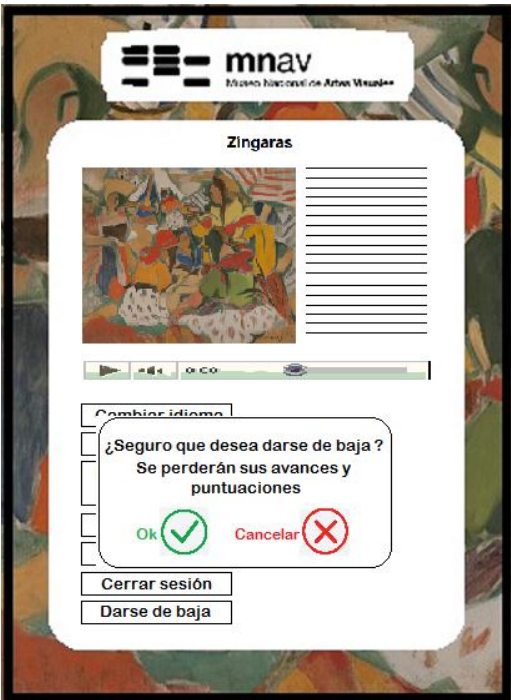 mnav
Museo Nacional de Artes Visuales
Zingaras
0:00
Cambiar idioma
¿Seguro que desea darse de baja ?
Se perderán sus avances y
puntuaciones
Ok
Cancelar
Cerrar sesión
Darse de baja